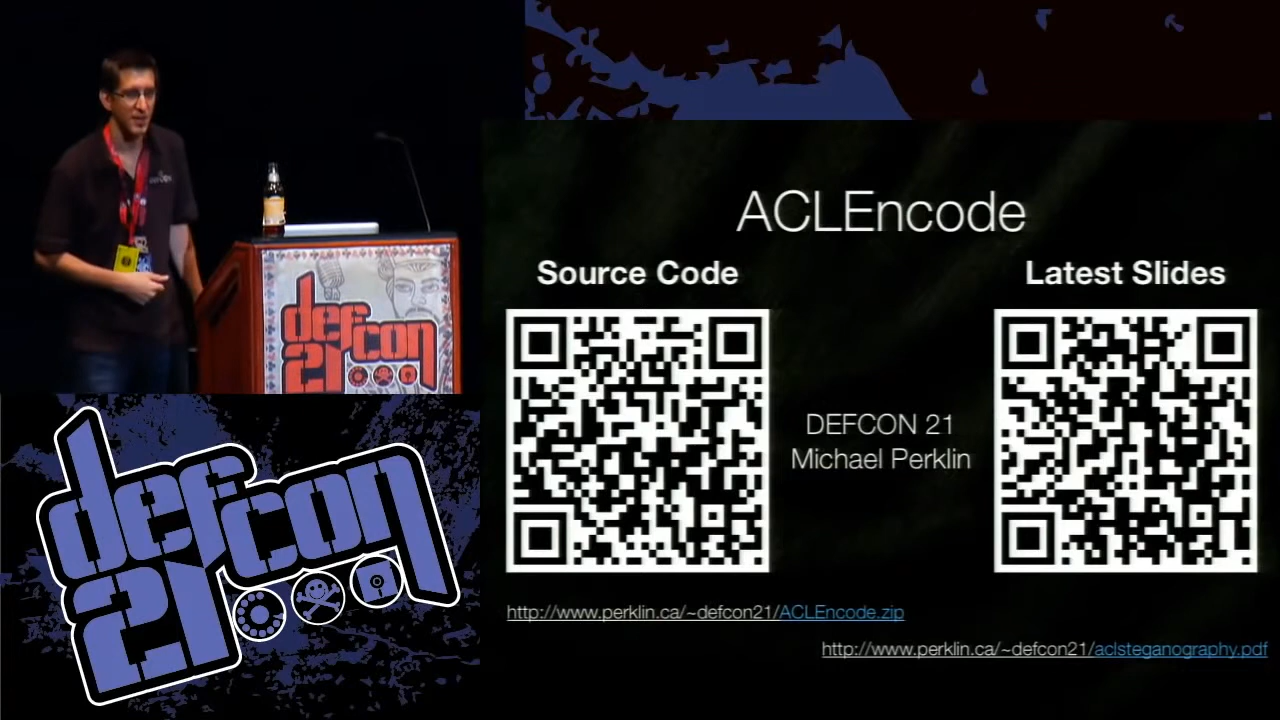 ACLEncode
Source Code
Latest Slides
DEFCON 21
Michael Perklin
http://www.perklin.ca/~defcon21/ACLEncode.zip
http://www.perklin.ca/~defcon21/aclsteganography.pdf
defcon
21
defcon
21